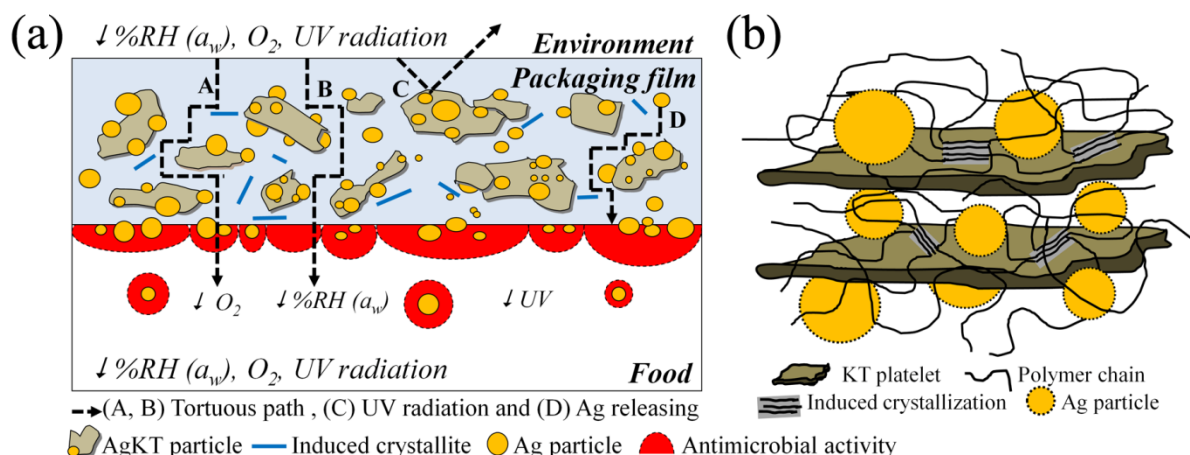 (a)
↓ %RH (aw), O2, UV radiation
Environment
Packaging film
A
B
C
D
↓ O2
↓%RH (aw)
↓ UV
↓ %RH (aw), O2, UV radiation
Food
(A, B) Tortuous path , (C) UV radiation and (D) Ag releasing
AgKT particle
Induced crystallite
Ag particle
Antimicrobial activity
(b)
KT platelet
Polymer chain
Induced crystallization
Ag particle